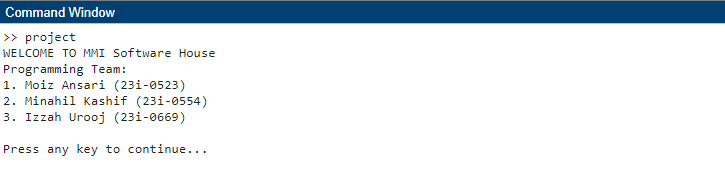 Command Window
>> project
WELCOME TO MMI Software House
Programming Team:
1. Moiz Ansari (23i-0523)
2. Minahil Kashif (23i-0554)
3. Izzah Urooj (23i-0669)
Press any key to continue...